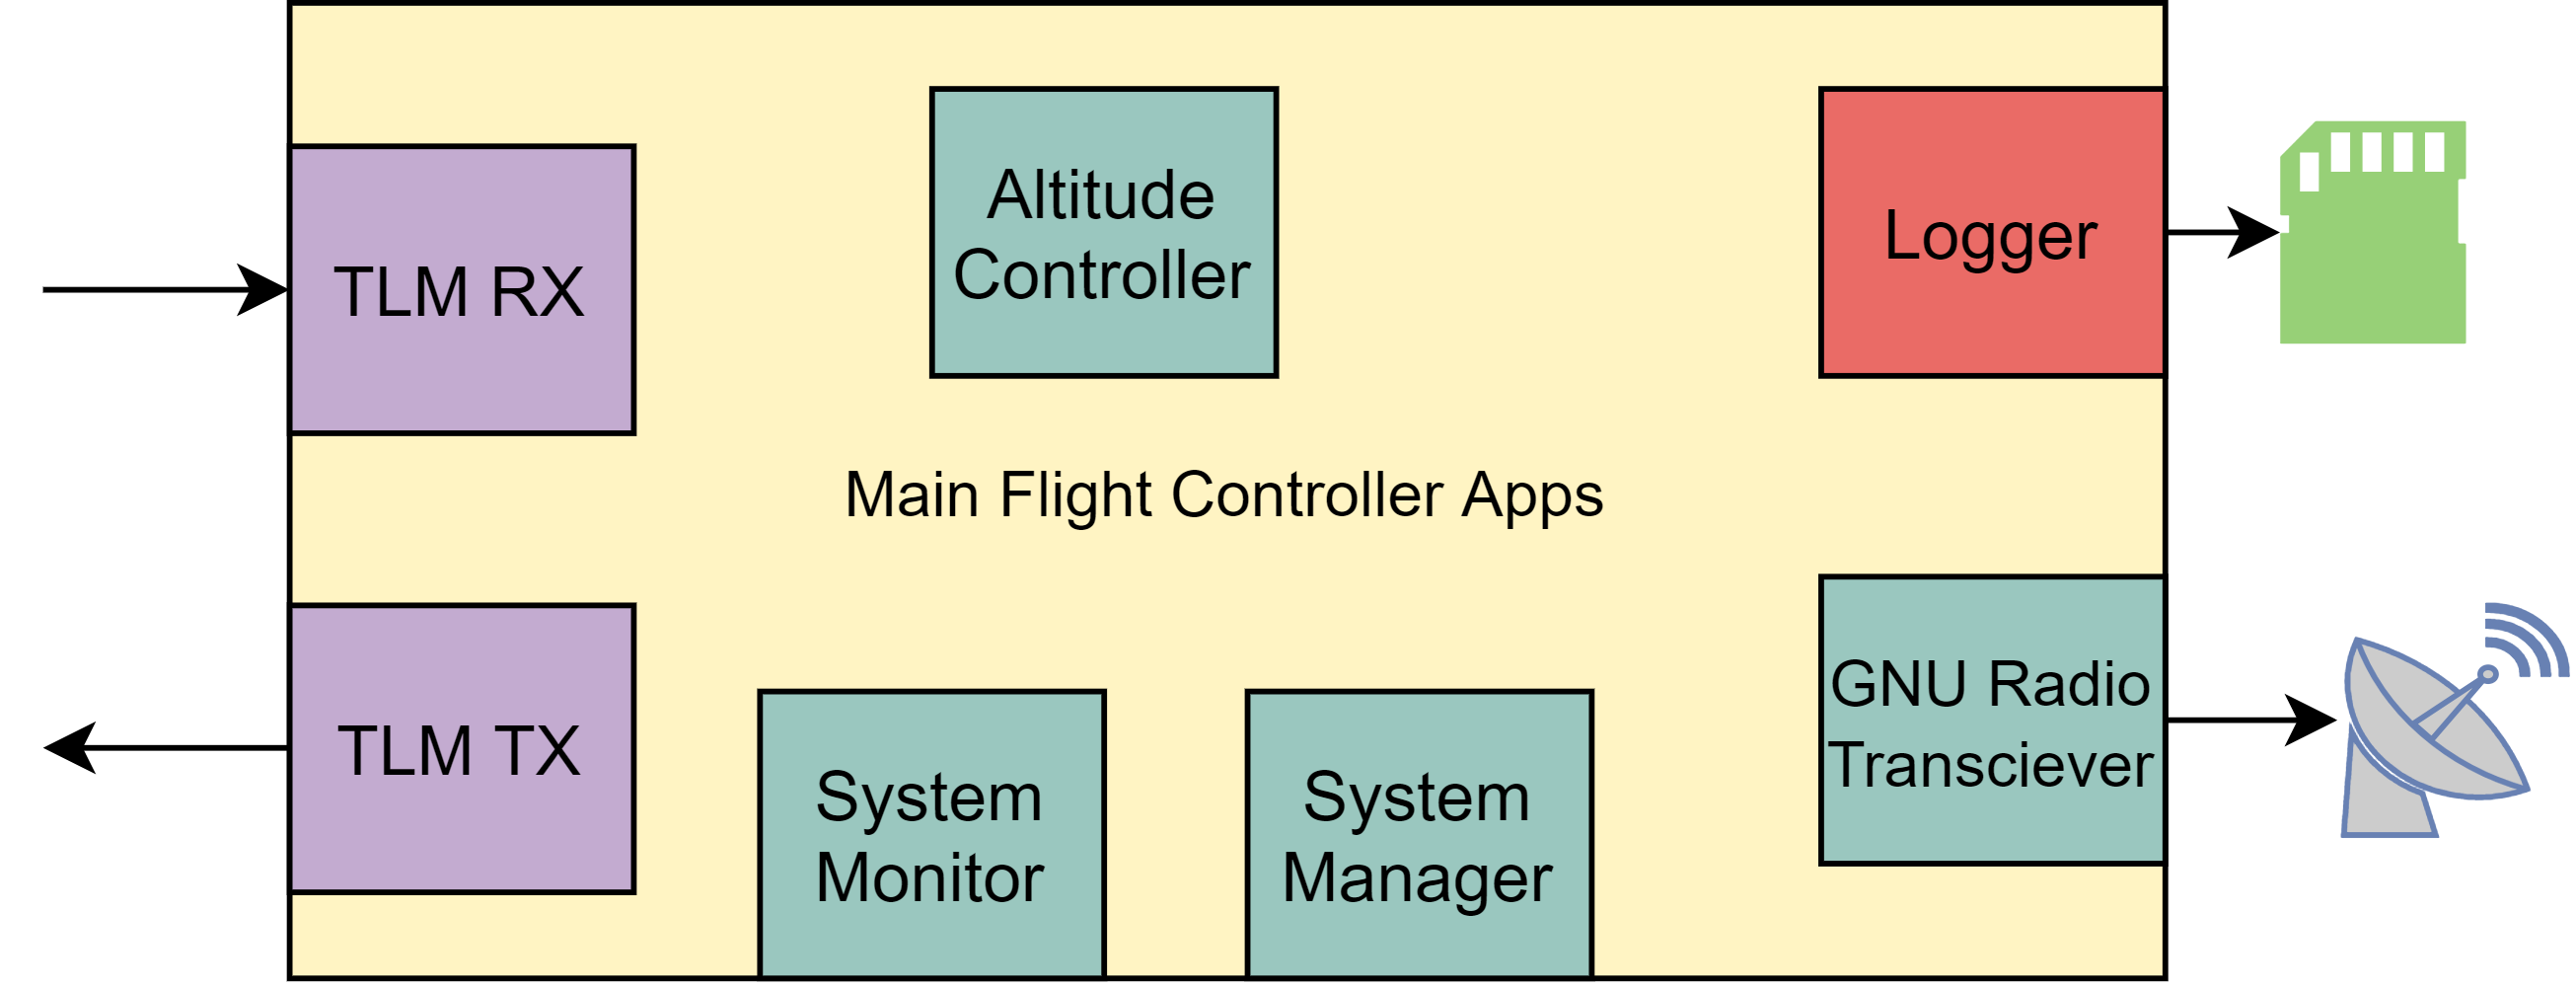 TLM RX
Altitude
Controller
Logger
Main Flight Controller Apps
TLM TX
System
Monitor
System
Manager
GNU Radio
Transciever